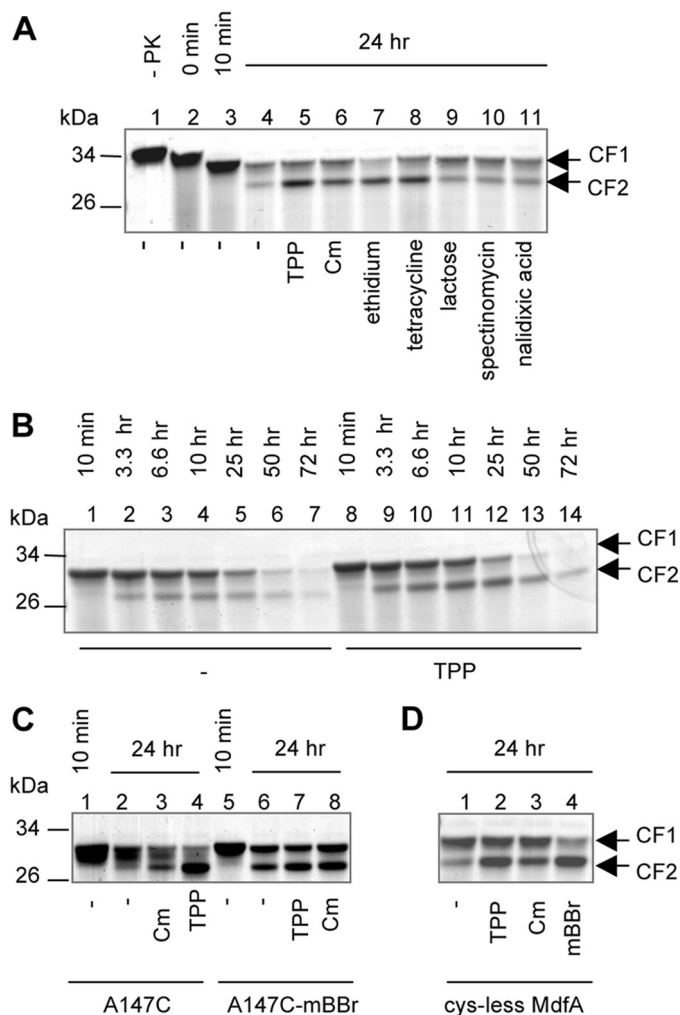 A
24 hr
- PK
0 min
10 min
kDa
1 2 3 4 5 6 7 8 9 10 11
34
CF1
CF2
26
- - - - TPP Cm ethidium tetracycline lactose spectinomycin nalidixic acid
B
10 min 3.3 hr 6.6 hr 10 hr 25 hr 50 hr 72 hr 10 min 3.3 hr 6.6 hr 10 hr 25 hr 50 hr 72 hr
kDa
1 2 3 4 5 6 7 8 9 10 11 12 13 14
34
CF1
CF2
26
- TPP
C
10 min 24 hr 10 min 24 hr
kDa
1 2 3 4 5 6 7 8
34
26
- - Cm TPP - - TPP Cm
A147C A147C-mBBr
D
24 hr
1 2 3 4
CF1
CF2
- TPP Cm mBBr
cys-less MdfA